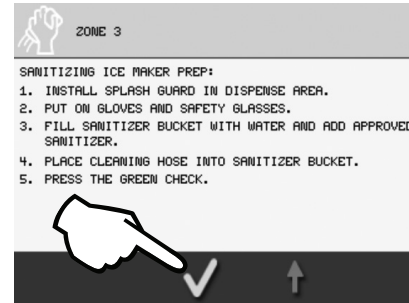 ZONE 3
SANITIZING ICE MAKER PREP:
1. INSTALL SPLASH GUARD IN DISPENSE AREA.
2. PUT ON GLOVES AND SAFETY GLASSES.
3. FILL SANITIZER BUCKET WITH WATER AND ADD APPROVED
SANITIZER.
4. PLACE CLEANING HOSE INTO SANITIZER BUCKET.
5. PRESS THE GREEN CHECK.